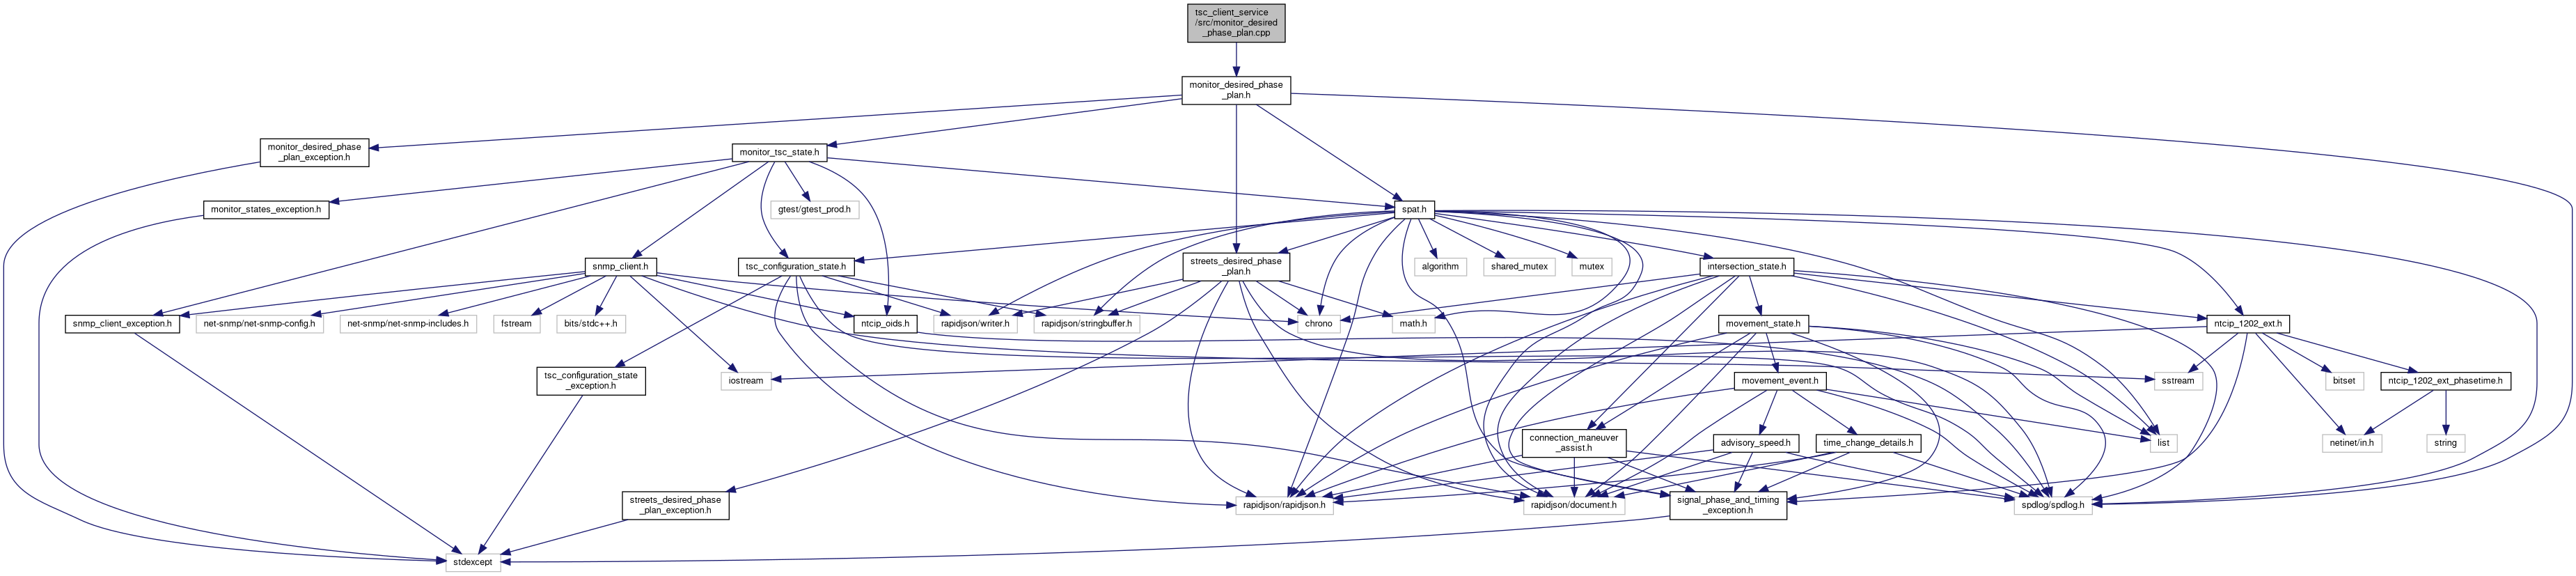 tsc_client_service
/src/monitor_desired
_phase_plan.cpp
monitor_desired_phase
_plan.h
monitor_desired_phase
_plan_exception.h
monitor_tsc_state.h
monitor_states_exception.h
gtest/gtest_prod.h
spat.h
snmp_client.h
tsc_configuration_state.h
streets_desired_phase
_plan.h
algorithm
shared_mutex
mutex
intersection_state.h
snmp_client_exception.h
net-snmp/net-snmp-config.h
net-snmp/net-snmp-includes.h
fstream
bits/stdc++.h
ntcip_oids.h
rapidjson/writer.h
rapidjson/stringbuffer.h
chrono
math.h
movement_state.h
ntcip_1202_ext.h
tsc_configuration_state
_exception.h
iostream
movement_event.h
sstream
bitset
ntcip_1202_ext_phasetime.h
connection_maneuver
_assist.h
advisory_speed.h
time_change_details.h
list
netinet/in.h
string
streets_desired_phase
_plan_exception.h
rapidjson/rapidjson.h
rapidjson/document.h
signal_phase_and_timing
_exception.h
spdlog/spdlog.h
stdexcept